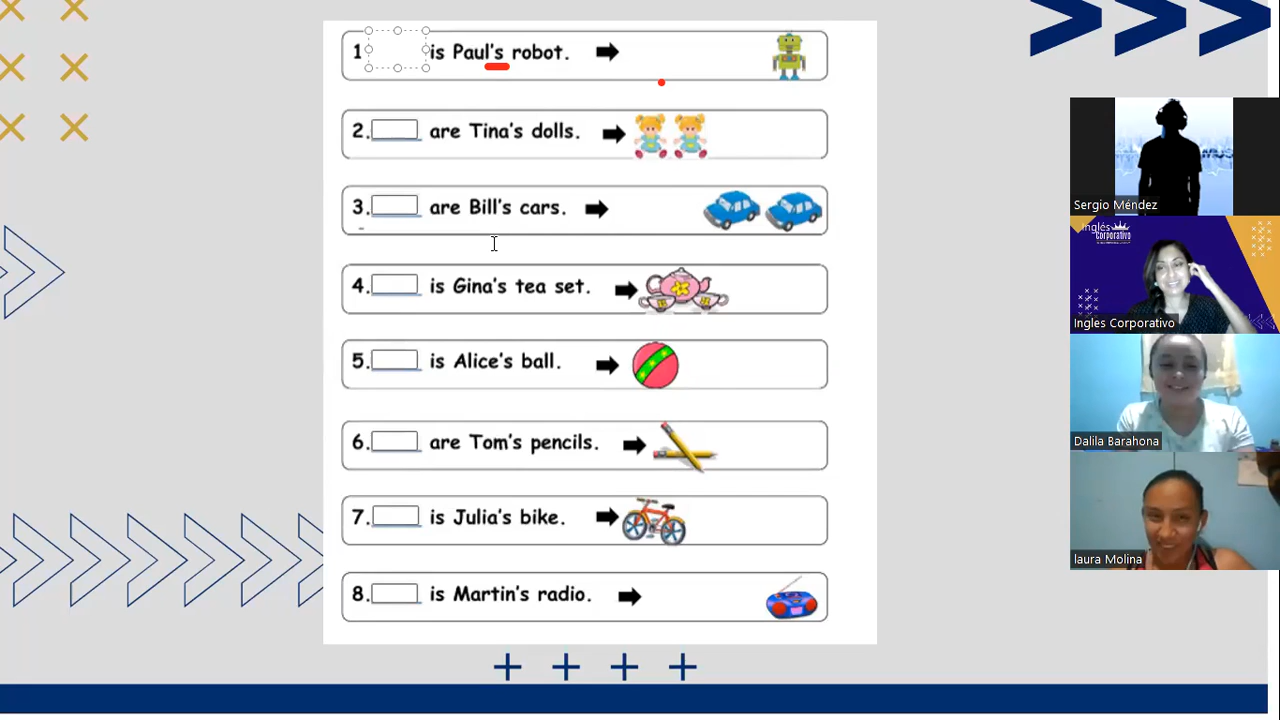 1 is Paul's robot.
2. are Tina's dolls.
3. are Bill's cars.
4. is Gina's tea set.
5. is Alice's ball.
6. are Tom's pencils.
7. is Julia's bike.
8. is Martin's radio.
Sergio Méndez
Inglés
Corporativo
Ingles Corporativo
Dalila Barahona
laura Molina